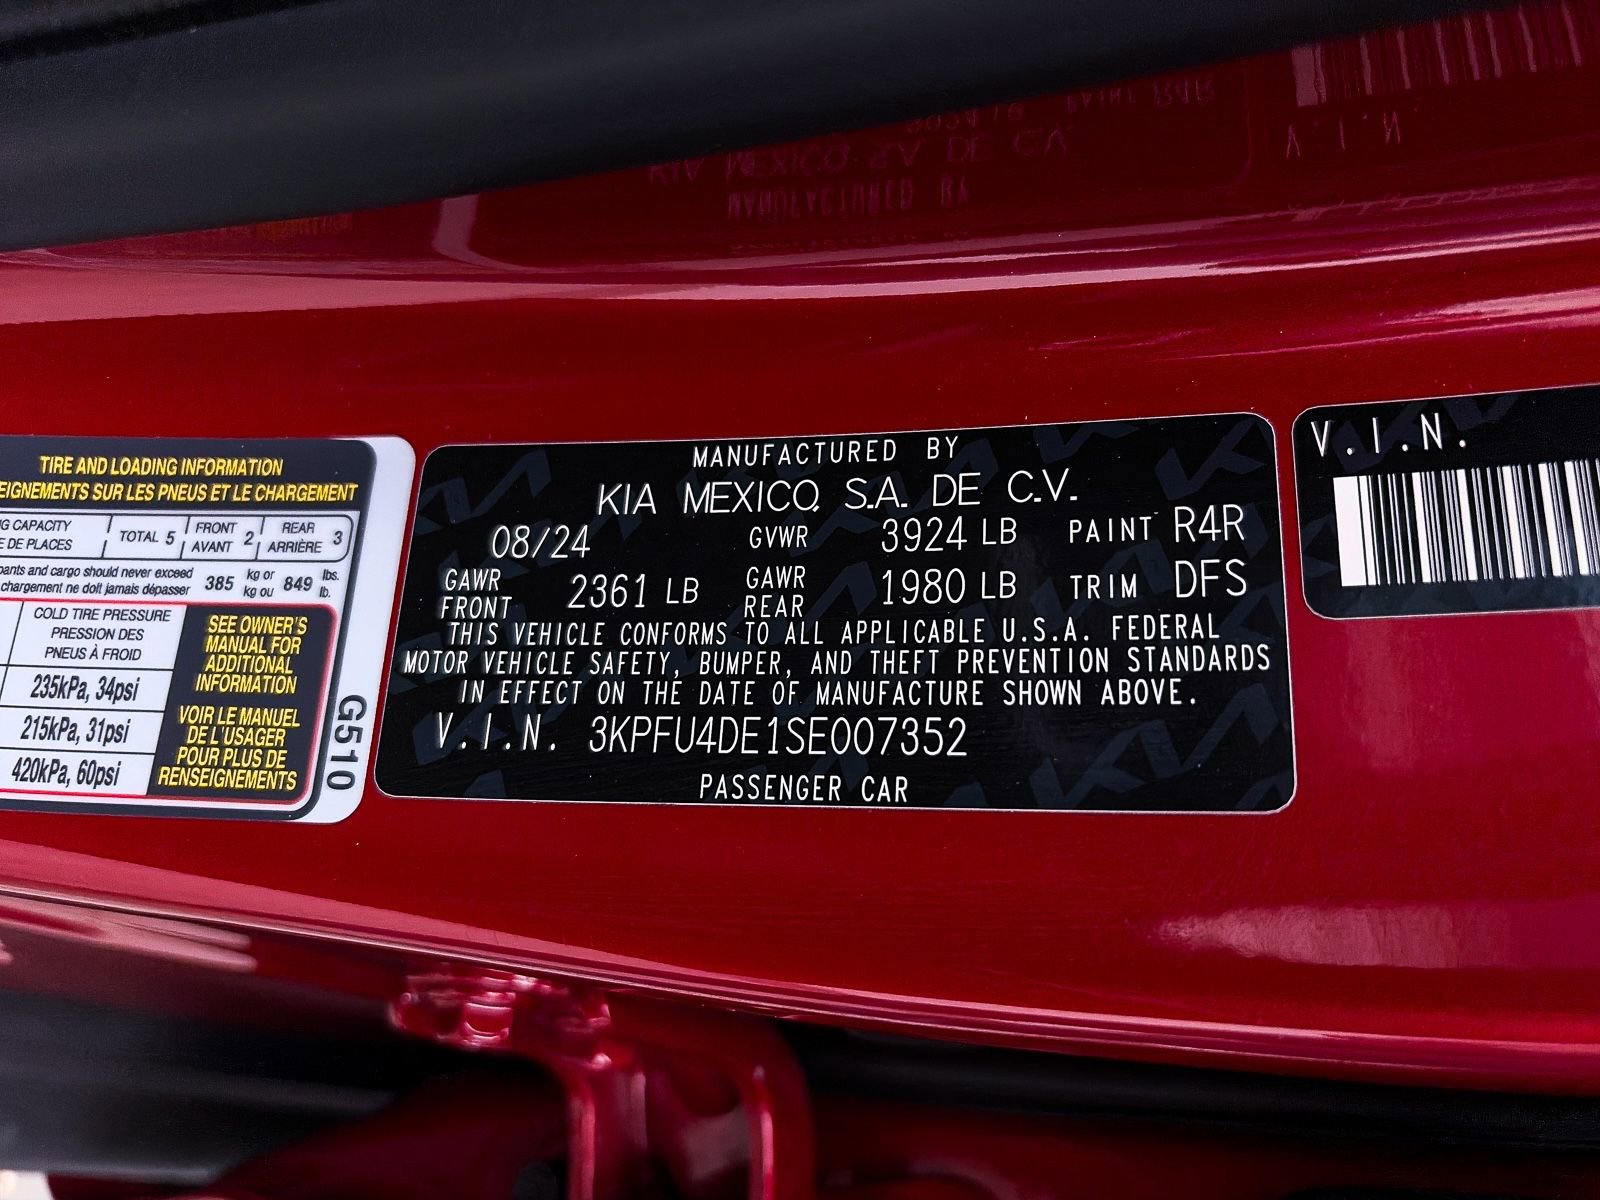 TIRE AND LOADING INFORMATION
SUR LES PNEUS ET LE CHARGEMENT
CAPACITY
DE PLACES
TOTAL 5
FRONT
AVANT 2
REAR
ARRIÈRE 3
and cargo should never exceed
chargement ne doit jamais dépasser
385 kg or
kg ou 849 lbs.
lb.
COLD TIRE PRESSURE
PRESSION DES
PNEUS À FROID
235kPa, 34psi
215kPa, 31psi
420kPa, 60psi
SEE OWNER'S
MANUAL FOR
ADDITIONAL
INFORMATION
VOIR LE MANUEL
DE L'USAGER
POUR PLUS DE
RENSEIGNEMENTS
G510
MANUFACTURED BY
KIA MEXICO, S.A. DE C.V.
08/24 GVWR 3924 LB PAINT R4R
GAWR
FRONT 2361 LB GAWR
REAR 1980 LB TRIM DFS
THIS VEHICLE CONFORMS TO ALL APPLICABLE U.S.A. FEDERAL
MOTOR VEHICLE SAFETY, BUMPER, AND THEFT PREVENTION STANDARDS
IN EFFECT ON THE DATE OF MANUFACTURE SHOWN ABOVE.
V.I.N. 3KPFU4DE1SE007352
PASSENGER CAR
V.I.N.